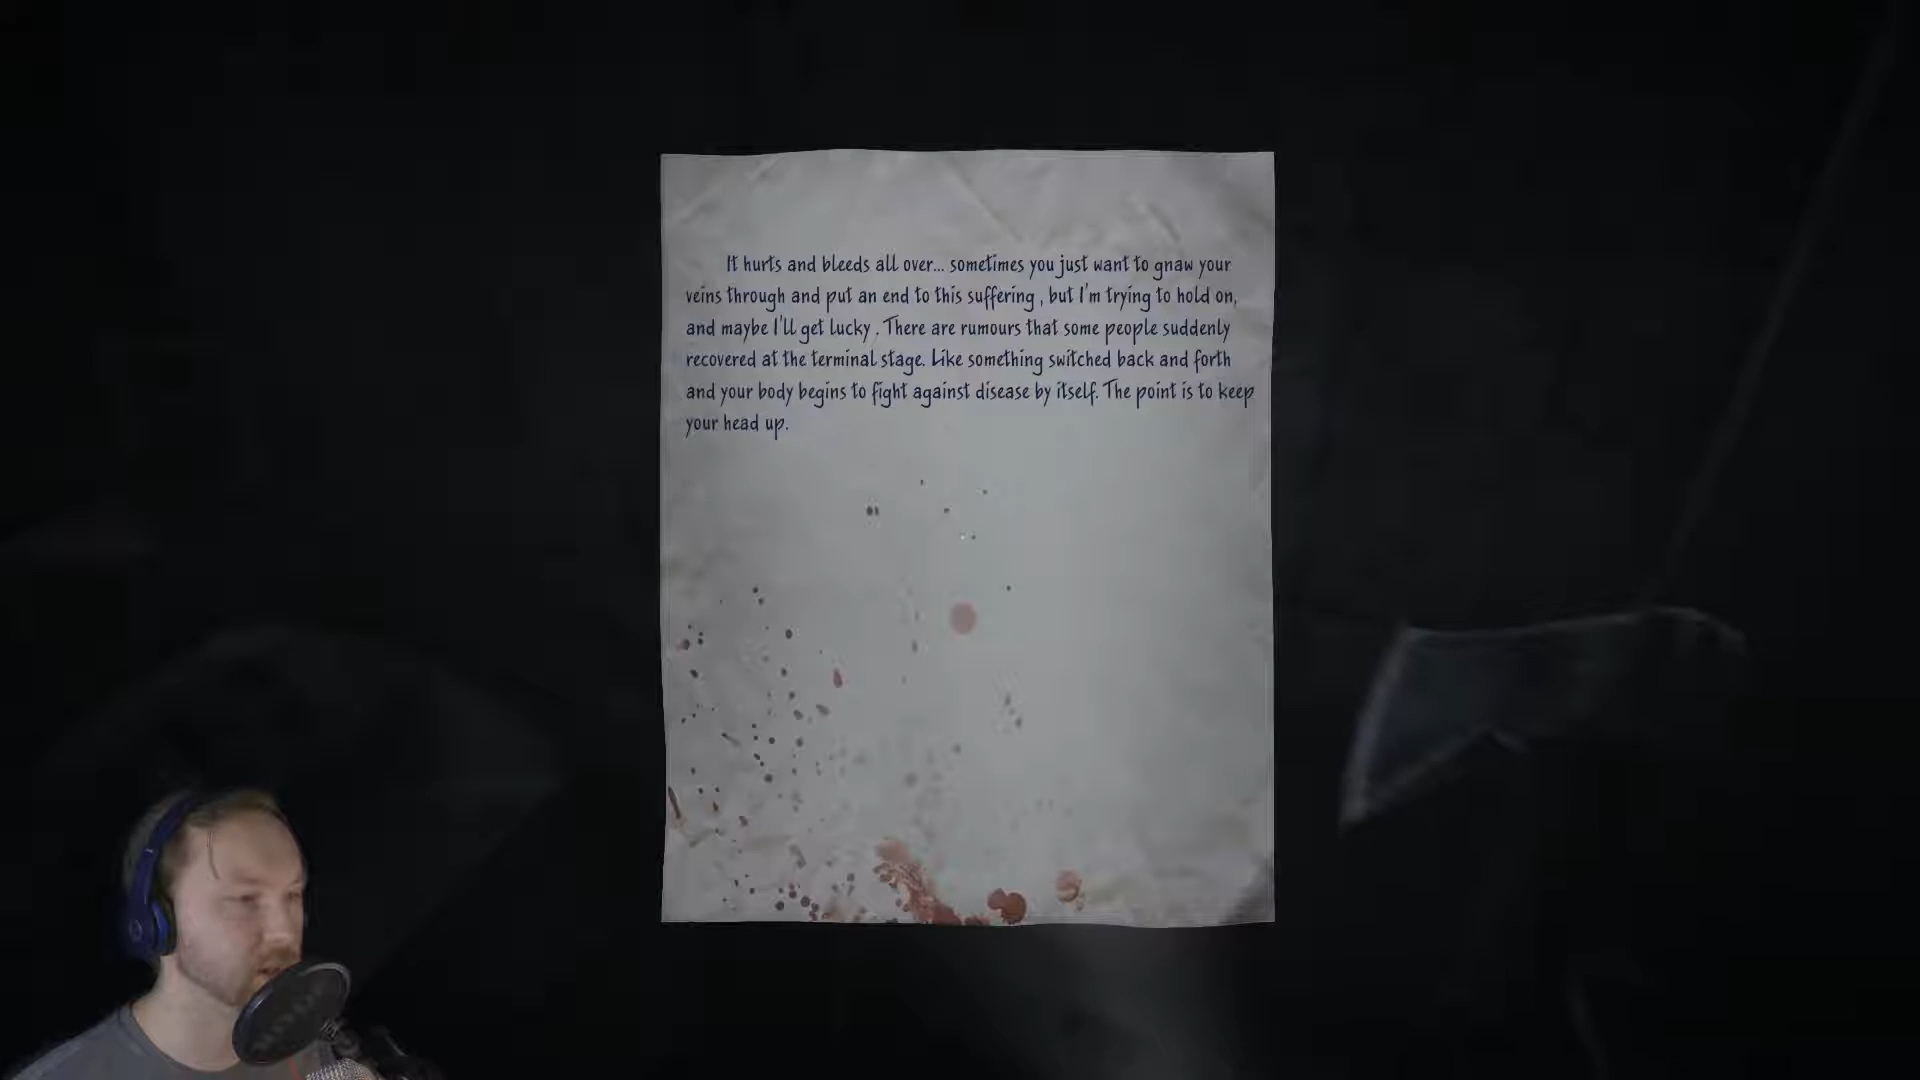 It hurts and bleeds all over... sometimes you just want to gnaw your
veins through and put an end to this suffering , but I'm trying to hold on,
and maybe I'll get lucky . There are rumours that some people suddenly
recovered at the terminal stage. Like something switched back and forth
and your body begins to fight against disease by itself. The point is to keep
your head up.